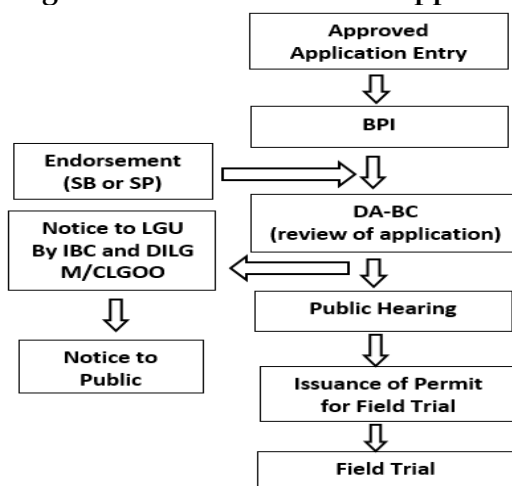 Approved
Application Entry
BPI
Endorsement
(SB or SP)
DA-BC
(review of application)
Notice to LGU
By IBC and DILG
M/CLGOO
Public Hearing
Notice to
Public
Issuance of Permit
for Field Trial
Field Trial